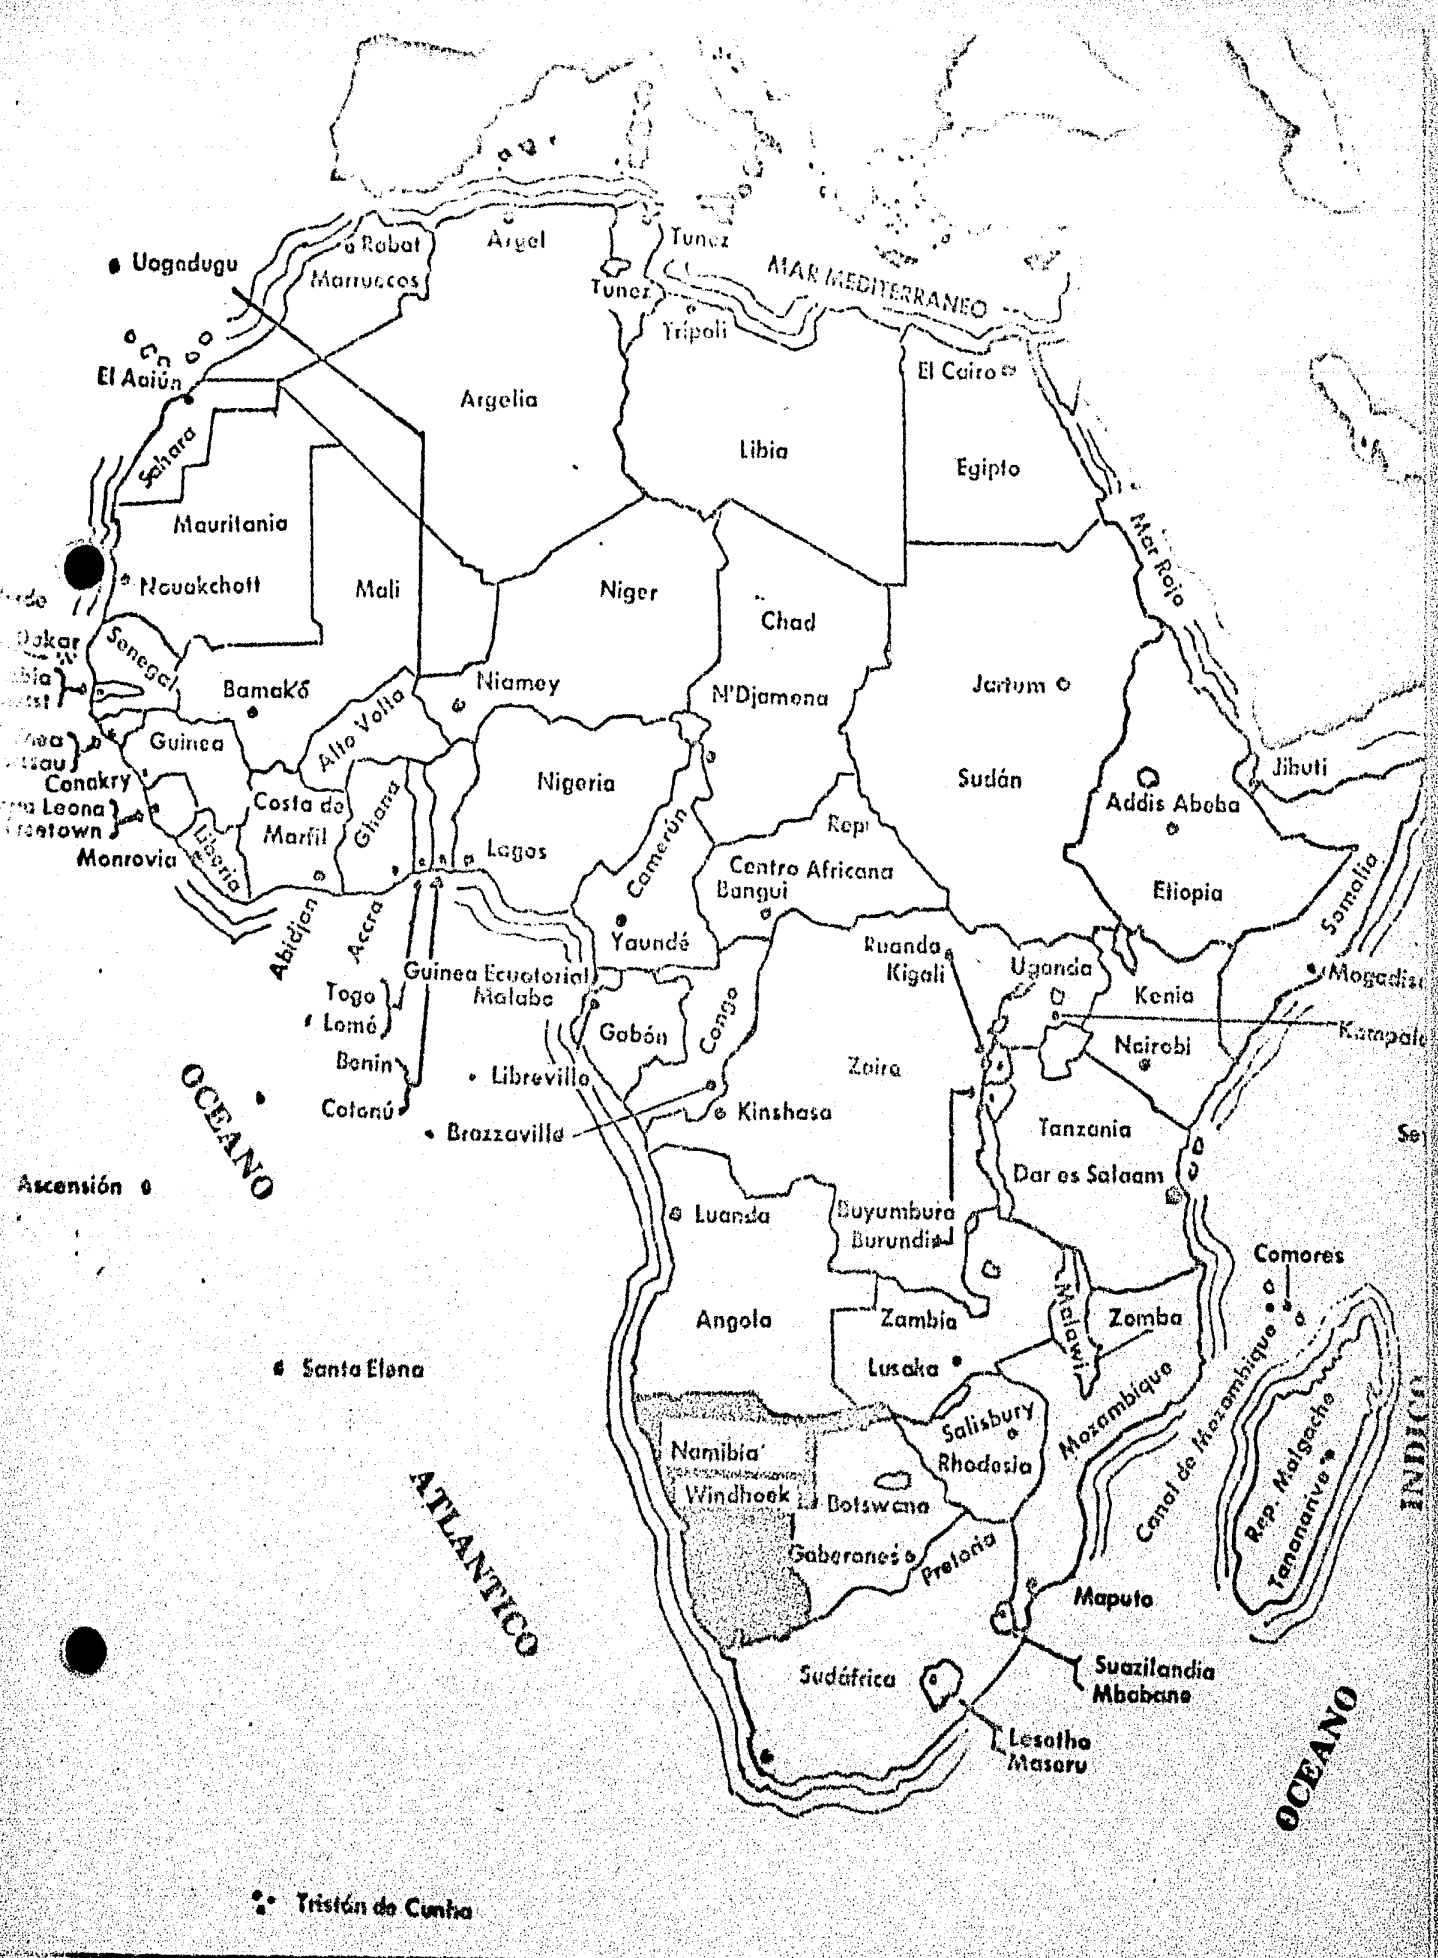 Rabat
Marruecos
Argel
Tunez
Uagadugu
Tunez
MAR MEDITERRANEO
Trípoli
El Cairo
El Aaiún
Argelia
Libia
Egipto
Sahara
Mauritania
Nouakchott
Mali
Niger
Chad
Mar Rojo
Dakar
Senegal
Bamakó
Alto Volta
Niamey
N'Djamena
Jartum
Guinea
Conakry
Nigeria
Sudán
Jibuti
Addis Abeba
Costa de
Marfil
Ghana
Liberia
Monrovia
Lagos
Camerún
Rep
Centro Africana
Bangui
Etiopia
Somalia
Abidjan
Accra
Yaundé
Ruanda
Kigali
Uganda
Guinea Ecuatorial
Malabo
Togo
Lomé
Gabón
Congo
Kenia
Nairobi
Zaire
Benin
Cotonú
Libreville
Brazzaville
Kinshasa
Tanzania
Dar es Salaam
OCEANO
Ascensión
Luanda
Buyumbura
Burundi
Comores
Angola
Zambia
Lusaka
Malawi
Zomba
Santa Elena
Mozambique
Canal de Mozambique
Salisbury
Rhodesia
Rep. Malgache
Tananarive
INDICO
Namibia
Windhoek
Botswana
Gaberones
Pretoria
ATLANTICO
Maputo
Sudáfrica
Suazilandia
Mbabane
Lesotho
Maseru
OCEANO
Tristán de Cunha